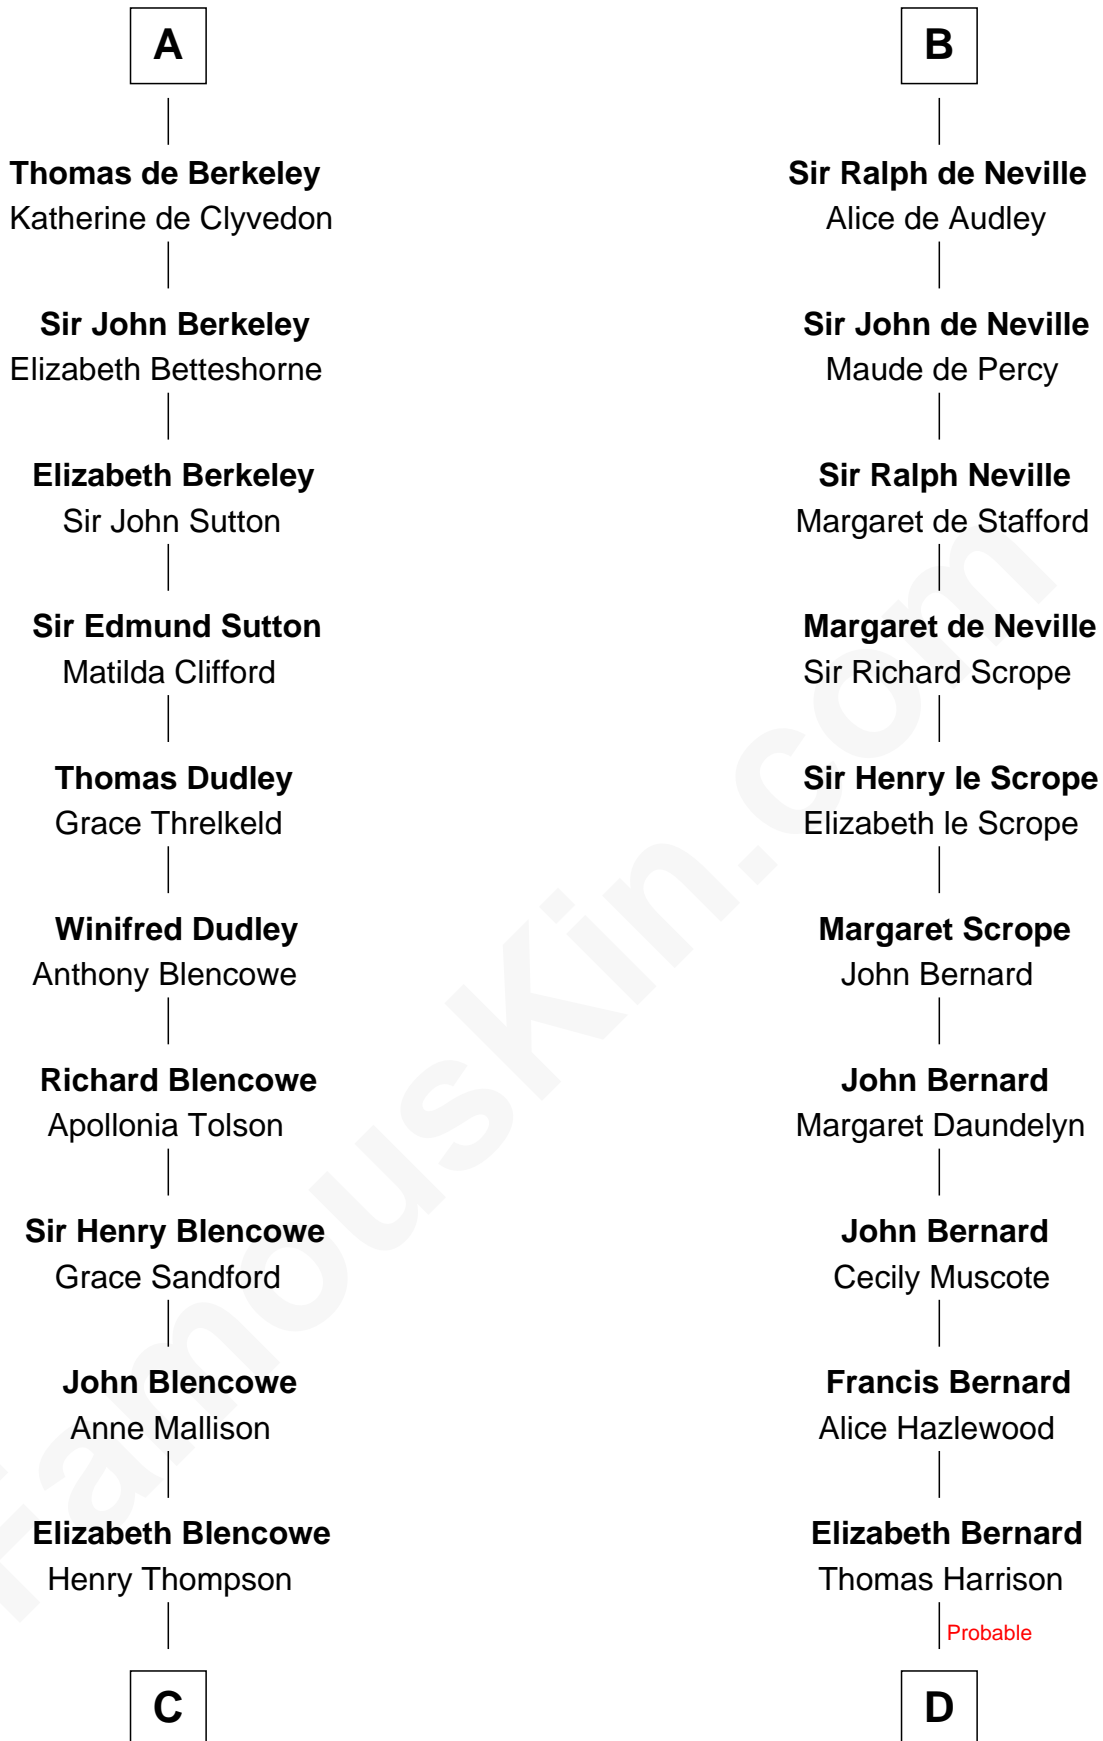 A
Thomas de Berkeley
Katherine de Clyvedon
Sir John Berkeley
Elizabeth Betteshorne
Elizabeth Berkeley
Sir John Sutton
Sir Edmund Sutton
Matilda Clifford
Thomas Dudley
Grace Threlkeld
Winifred Dudley
Anthony Blencowe
Richard Blencowe
Apollonia Tolson
Sir Henry Blencowe
Grace Sandford
John Blencowe
Anne Mallison
Elizabeth Blencowe
Henry Thompson
C
B
Sir Ralph de Neville
Alice de Audley
Sir John de Neville
Maude de Percy
Sir Ralph Neville
Margaret de Stafford
Margaret de Neville
Sir Richard Scrope
Sir Henry le Scrope
Elizabeth le Scrope
Margaret Scrope
John Bernard
John Bernard
Margaret Daundelyn
John Bernard
Cecily Muscote
Francis Bernard
Alice Hazlewood
Elizabeth Bernard
Thomas Harrison
Probable
D
FamousKin.com